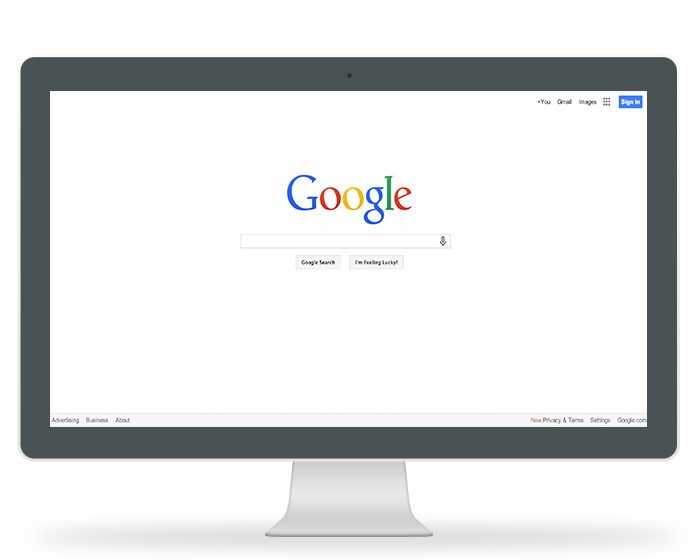 +You Gmail Images Sign In
Google
Google Search I'm Feeling Lucky!
Advertising Business About New Privacy & Terms Settings Google.com